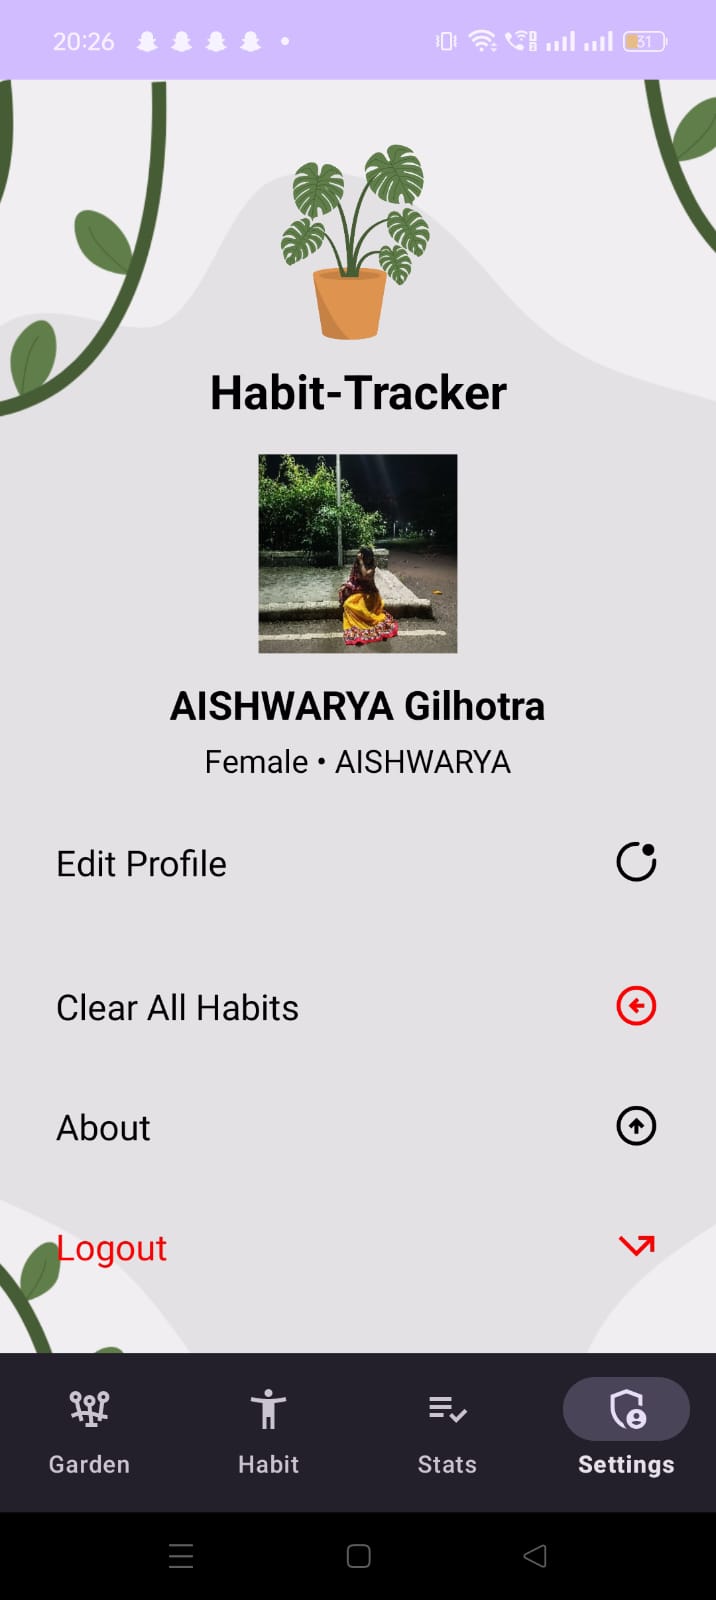 20:26 31
Habit-Tracker
AISHWARYA Gilhotra
Female • AISHWARYA
Edit Profile
Clear All Habits
About
Logout
Garden Habit Stats Settings